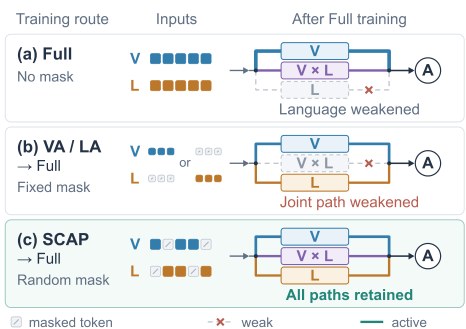 Training route Inputs After Full training
(a) Full
No mask
V
L
V
V × L
L
A
Language weakened
(b) VA / LA
→ Full
Fixed mask
V
or
L
V
V × L
L
A
Joint path weakened
(c) SCAP
→ Full
Random mask
V
L
V
V × L
L
A
All paths retained
masked token weak active